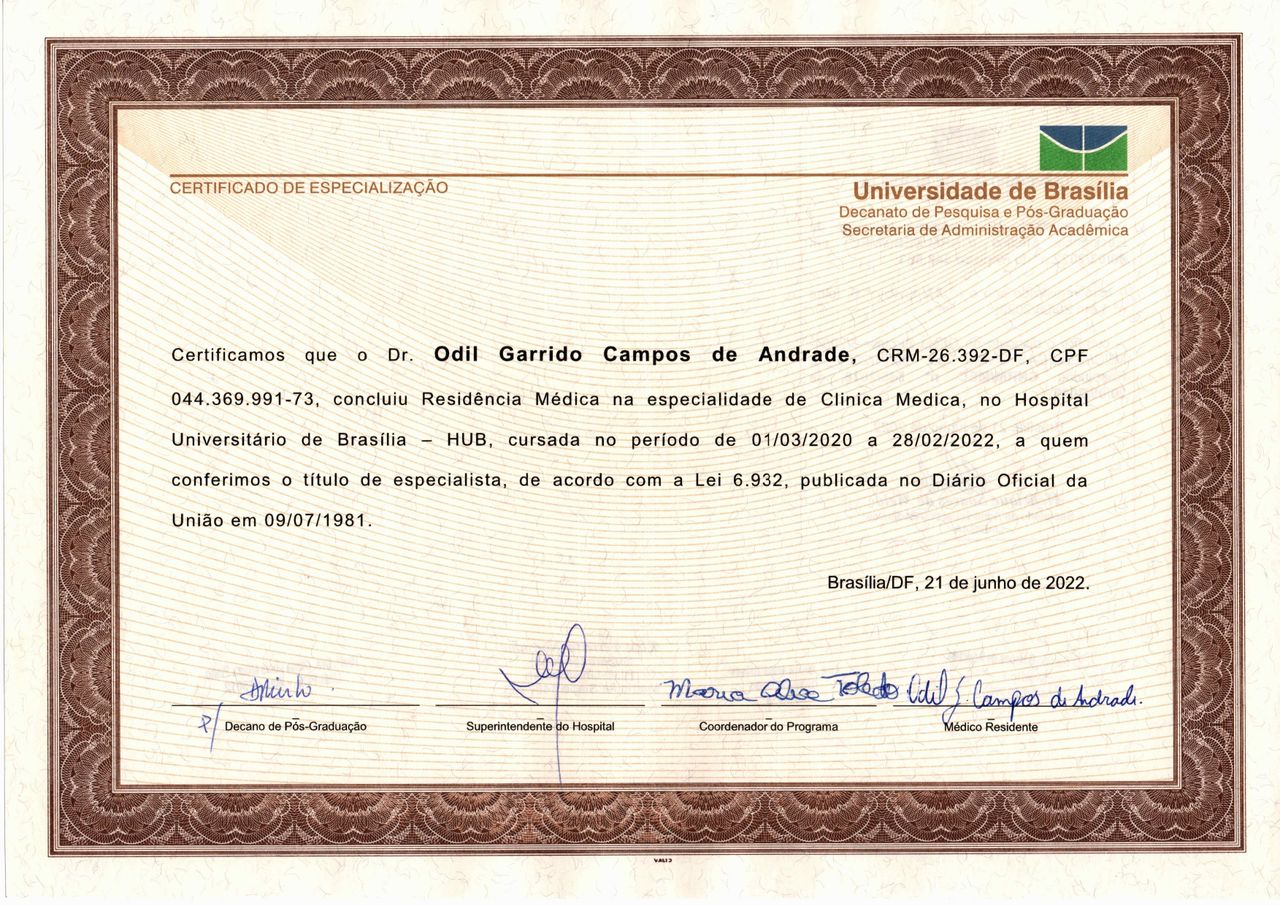 CERTIFICADO DE ESPECIALIZAÇÃO
Universidade de Brasília
Decanato de Pesquisa e Pós-Graduação
Secretaria de Administração Acadêmica
Certificamos que o Dr. Odil Garrido Campos de Andrade, CRM-26.392-DF, CPF
044.369.991-73, concluiu Residência Médica na especialidade de Clinica Medica, no Hospital
Universitário de Brasília – HUB, cursada no período de 01/03/2020 a 28/02/2022, a quem
conferimos o título de especialista, de acordo com a Lei 6.932, publicada no Diário Oficial da
União em 09/07/1981.
Brasília/DF, 21 de junho de 2022.
Maria Toledo Odil G. Campos de Andrade.
Decano de Pós-Graduação Superintendente do Hospital Coordenador do Programa Médico Residente